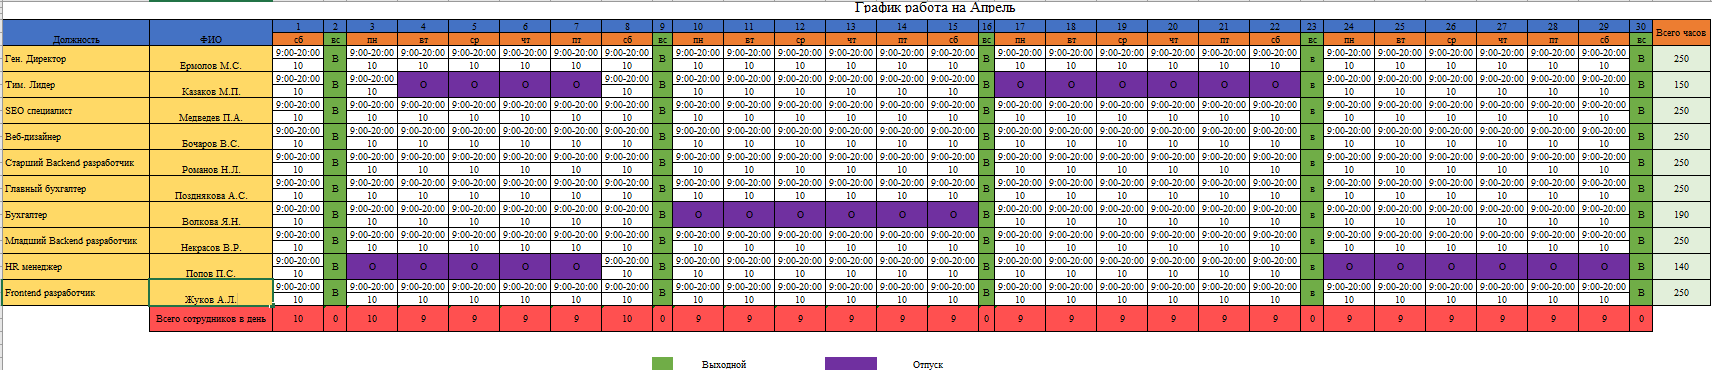 График работа на Апрель
Должность ФИО 1 2 3 4 5 6 7 8 9 10 11 12 13 14 15 16 17 18 19 20 21 22 23 24 25 26 27 28 29 30 Всего часов
сб вс пн вт ср чт пт сб вс пн вт ср чт пт сб вс пн вт ср чт пт сб вс пн вт ср чт пт сб вс
Ген. Директор 9:00-20:00 В 9:00-20:00 9:00-20:00 9:00-20:00 9:00-20:00 9:00-20:00 9:00-20:00 В 9:00-20:00 9:00-20:00 9:00-20:00 9:00-20:00 9:00-20:00 9:00-20:00 В 9:00-20:00 9:00-20:00 9:00-20:00 9:00-20:00 9:00-20:00 9:00-20:00 в 9:00-20:00 9:00-20:00 9:00-20:00 9:00-20:00 9:00-20:00 9:00-20:00 В 250
Ермолов М.С. 10 10 10 10 10 10 10 10 10 10 10 10 10 10 10 10 10 10 10 10 10 10 10 10 10
Тим. Лидер 9:00-20:00 В 9:00-20:00 О О О О 9:00-20:00 В 9:00-20:00 9:00-20:00 9:00-20:00 9:00-20:00 9:00-20:00 9:00-20:00 В О О О О О О в 9:00-20:00 9:00-20:00 9:00-20:00 9:00-20:00 9:00-20:00 9:00-20:00 В 150
Казаков М.П. 10 10 10 10 10 10 10 10 10 10 10 10 10 10 10
SEO специалист 9:00-20:00 В 9:00-20:00 9:00-20:00 9:00-20:00 9:00-20:00 9:00-20:00 9:00-20:00 В 9:00-20:00 9:00-20:00 9:00-20:00 9:00-20:00 9:00-20:00 9:00-20:00 В 9:00-20:00 9:00-20:00 9:00-20:00 9:00-20:00 9:00-20:00 9:00-20:00 в 9:00-20:00 9:00-20:00 9:00-20:00 9:00-20:00 9:00-20:00 9:00-20:00 В 250
Медведев П.А. 10 10 10 10 10 10 10 10 10 10 10 10 10 10 10 10 10 10 10 10 10 10 10 10 10
Веб-дизайнер 9:00-20:00 В 9:00-20:00 9:00-20:00 9:00-20:00 9:00-20:00 9:00-20:00 9:00-20:00 В 9:00-20:00 9:00-20:00 9:00-20:00 9:00-20:00 9:00-20:00 9:00-20:00 В 9:00-20:00 9:00-20:00 9:00-20:00 9:00-20:00 9:00-20:00 9:00-20:00 в 9:00-20:00 9:00-20:00 9:00-20:00 9:00-20:00 9:00-20:00 9:00-20:00 В 250
Бочаров В.С. 10 10 10 10 10 10 10 10 10 10 10 10 10 10 10 10 10 10 10 10 10 10 10 10 10
Старший Backend разработчик 9:00-20:00 В 9:00-20:00 9:00-20:00 9:00-20:00 9:00-20:00 9:00-20:00 9:00-20:00 В 9:00-20:00 9:00-20:00 9:00-20:00 9:00-20:00 9:00-20:00 9:00-20:00 В 9:00-20:00 9:00-20:00 9:00-20:00 9:00-20:00 9:00-20:00 9:00-20:00 в 9:00-20:00 9:00-20:00 9:00-20:00 9:00-20:00 9:00-20:00 9:00-20:00 В 250
Романов Н.Л. 10 10 10 10 10 10 10 10 10 10 10 10 10 10 10 10 10 10 10 10 10 10 10 10 10
Главный бухгалтер 9:00-20:00 В 9:00-20:00 9:00-20:00 9:00-20:00 9:00-20:00 9:00-20:00 9:00-20:00 В 9:00-20:00 9:00-20:00 9:00-20:00 9:00-20:00 9:00-20:00 9:00-20:00 В 9:00-20:00 9:00-20:00 9:00-20:00 9:00-20:00 9:00-20:00 9:00-20:00 в 9:00-20:00 9:00-20:00 9:00-20:00 9:00-20:00 9:00-20:00 9:00-20:00 В 250
Позднякова А.С. 10 10 10 10 10 10 10 10 10 10 10 10 10 10 10 10 10 10 10 10 10 10 10 10 10
Бухгалтер 9:00-20:00 В 9:00-20:00 9:00-20:00 9:00-20:00 9:00-20:00 9:00-20:00 9:00-20:00 В О О О О О О В 9:00-20:00 9:00-20:00 9:00-20:00 9:00-20:00 9:00-20:00 9:00-20:00 в 9:00-20:00 9:00-20:00 9:00-20:00 9:00-20:00 9:00-20:00 9:00-20:00 В 190
Волкова Л.Н. 10 10 10 10 10 10 10 10 10 10 10 10 10 10 10 10 10 10 10
Младший Backend разработчик 9:00-20:00 В 9:00-20:00 9:00-20:00 9:00-20:00 9:00-20:00 9:00-20:00 9:00-20:00 В 9:00-20:00 9:00-20:00 9:00-20:00 9:00-20:00 9:00-20:00 9:00-20:00 В 9:00-20:00 9:00-20:00 9:00-20:00 9:00-20:00 9:00-20:00 9:00-20:00 в 9:00-20:00 9:00-20:00 9:00-20:00 9:00-20:00 9:00-20:00 9:00-20:00 В 250
Некрасов В.Р. 10 10 10 10 10 10 10 10 10 10 10 10 10 10 10 10 10 10 10 10 10 10 10 10 10
HR менеджер 9:00-20:00 В О О О О О 9:00-20:00 В 9:00-20:00 9:00-20:00 9:00-20:00 9:00-20:00 9:00-20:00 9:00-20:00 В 9:00-20:00 9:00-20:00 9:00-20:00 9:00-20:00 9:00-20:00 9:00-20:00 в О О О О О О В 140
Попов П.С. 10 10 10 10 10 10 10 10 10 10 10 10 10 10
Frontend разработчик 9:00-20:00 В 9:00-20:00 9:00-20:00 9:00-20:00 9:00-20:00 9:00-20:00 9:00-20:00 В 9:00-20:00 9:00-20:00 9:00-20:00 9:00-20:00 9:00-20:00 9:00-20:00 В 9:00-20:00 9:00-20:00 9:00-20:00 9:00-20:00 9:00-20:00 9:00-20:00 в 9:00-20:00 9:00-20:00 9:00-20:00 9:00-20:00 9:00-20:00 9:00-20:00 В 250
Жуков А.Л. 10 10 10 10 10 10 10 10 10 10 10 10 10 10 10 10 10 10 10 10 10 10 10 10 10
Всего сотрудников в день 10 0 10 9 9 9 9 10 0 9 9 9 9 9 9 0 9 9 9 9 9 9 0 9 9 9 9 9 9 0
Выходной Отпуск